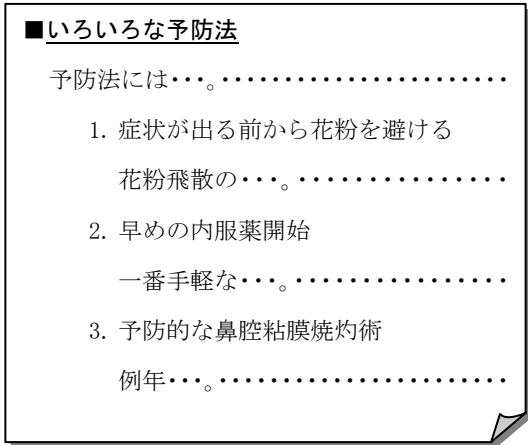 ■いろいろな予防法
予防法には・・・。・・・・・・・・・・・・・・・・・・・・・・・
1. 症状が出る前から花粉を避ける
花粉飛散の・・・。・・・・・・・・・・・・・・・
2. 早めの内服薬開始
一番手軽な・・・。・・・・・・・・・・・・・・・
3. 予防的な鼻腔粘膜焼灼術
例年・・・。・・・・・・・・・・・・・・・・・・・・・・・